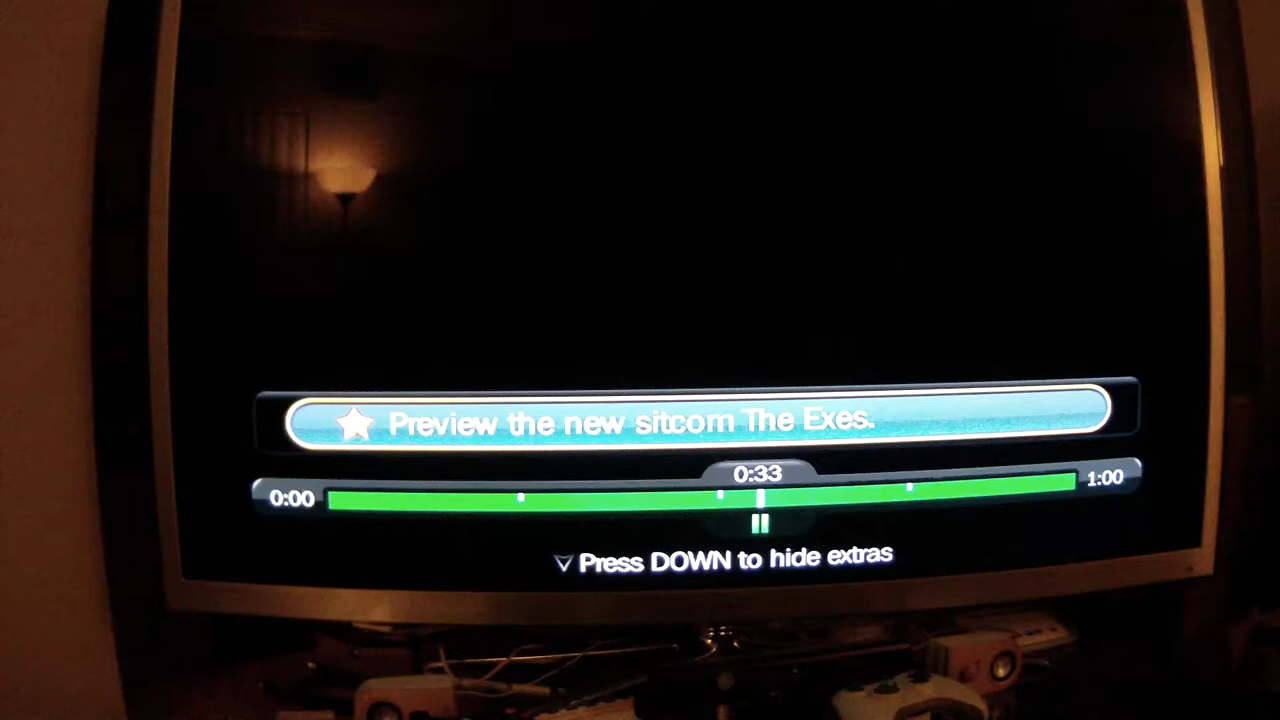 Preview the new sitcom The Exes.
0:33
0:00 1:00
Press DOWN to hide extras